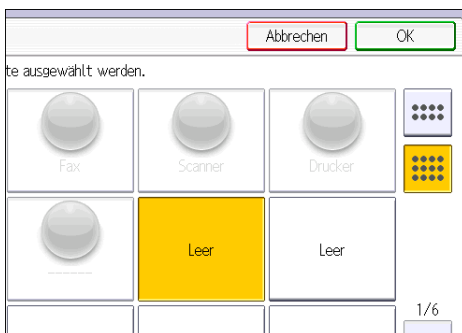 Abbrechen OK
te ausgewählt werden.
Fax Scanner Drucker
Leer Leer
1/6